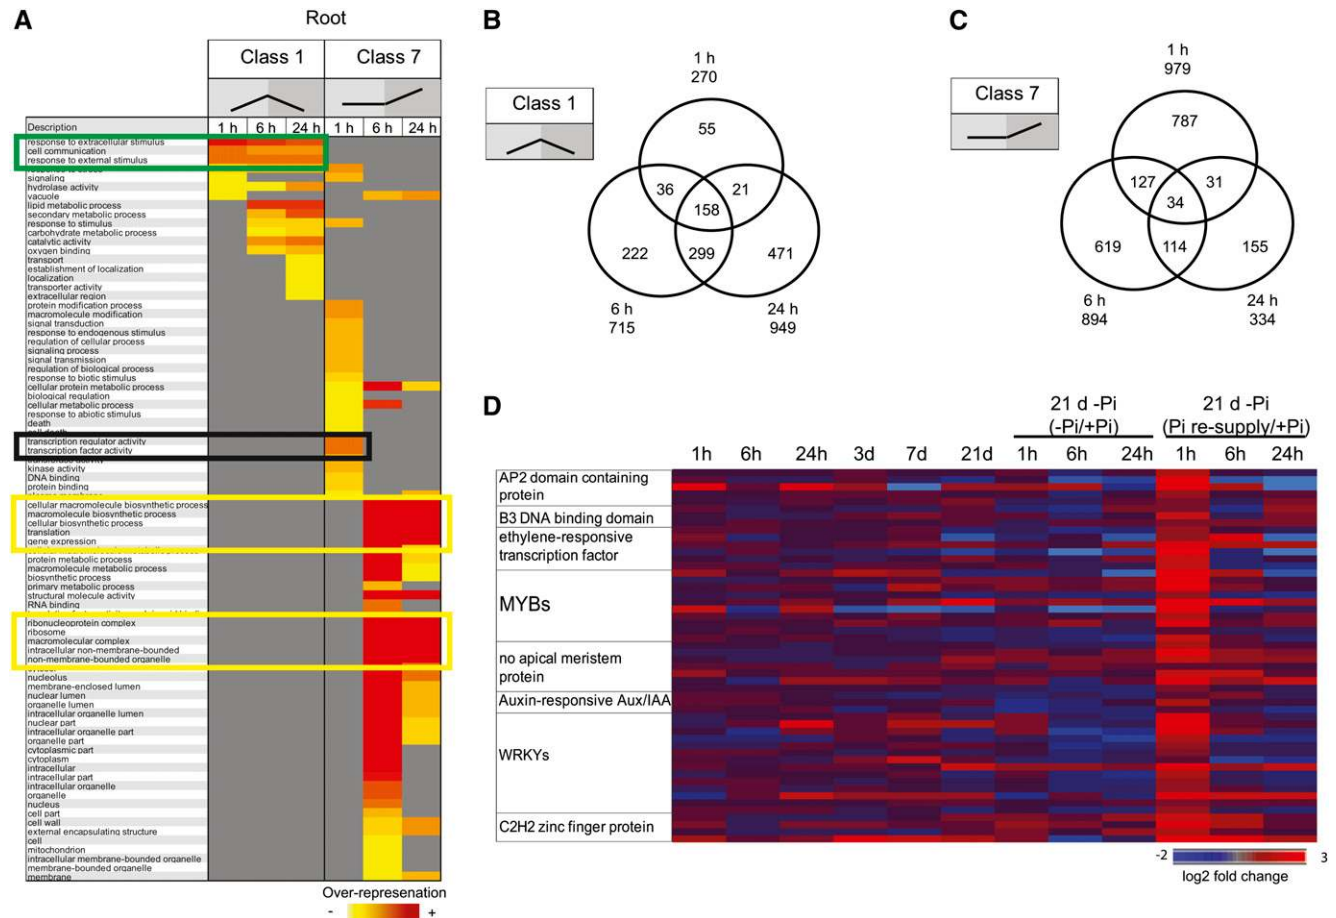 A
Root
Class 1 Class 7
Description 1 h 6 h 24 h 1 h 6 h 24 h
response to extracellular stimulus
cell communication
response to external stimulus
signaling
hydrolase activity
vacuole
lipid metabolic process
secondary metabolic process
response to stimulus
carbohydrate metabolic process
catalytic activity
oxygen binding
transport
establishment of localization
localization
transporter activity
extracellular region
protein modification process
macromolecule modification
signal transduction
response to endogenous stimulus
regulation of cellular process
signaling process
signal transmission
regulation of biological process
response to biotic stimulus
cellular protein metabolic process
biological regulation
cellular metabolic process
response to abiotic stimulus
death
cell death
transcription regulator activity
transcription factor activity
transferase activity
kinase activity
DNA binding
protein binding
plasma membrane
cellular macromolecule biosynthetic process
macromolecule biosynthetic process
cellular biosynthetic process
translation
gene expression
protein metabolic process
macromolecule metabolic process
biosynthetic process
primary metabolic process
structural molecule activity
RNA binding
ribonucleoprotein complex
ribosome
macromolecular complex
intracellular non-membrane-bounded
non-membrane-bounded organelle
cytosol
nucleolus
membrane-enclosed lumen
nuclear lumen
organelle lumen
intracellular organelle lumen
nuclear part
intracellular organelle part
organelle part
cytoplasmic part
cytoplasm
intracellular
intracellular part
intracellular organelle
organelle
nucleus
cell part
cell wall
external encapsulating structure
cell
mitochondrion
intracellular membrane-bounded organelle
membrane-bounded organelle
membrane
Over-represenation
- +
B
Class 1
1 h
270
55
36 21
158
222 299 471
6 h
715
24 h
949
C
Class 7
1 h
979
787
127 31
34
619 114 155
6 h
894
24 h
334
D
21 d -Pi
(-Pi/+Pi)
21 d -Pi
(Pi re-supply/+Pi)
1h 6h 24h 3d 7d 21d 1h 6h 24h 1h 6h 24h
AP2 domain containing
protein
B3 DNA binding domain
ethylene-responsive
transcription factor
MYBs
no apical meristem
protein
Auxin-responsive Aux/IAA
WRKYs
C2H2 zinc finger protein
-2 3
log2 fold change